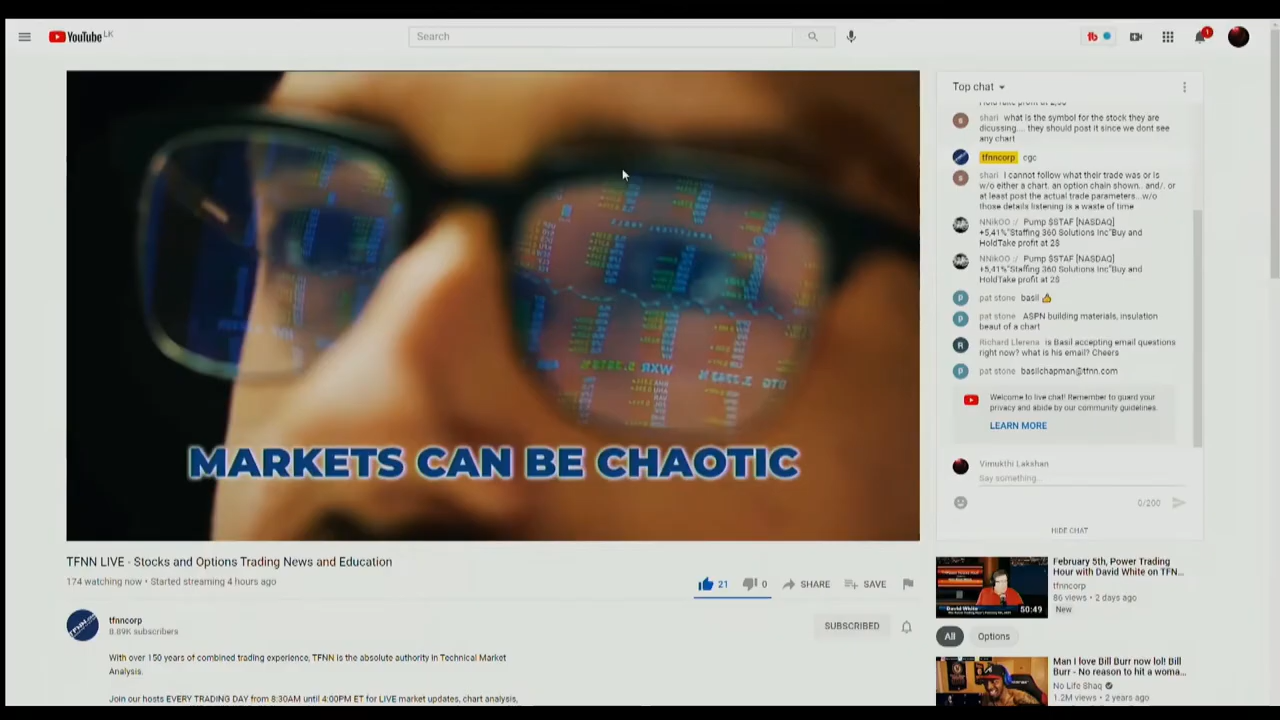 YouTube LK
Search
1
Top chat
shari what is the symbol for the stock they are
dicussing.... they should post it since we dont see
any chart
tfnncorp cgc
shari I cannot follow what their trade was or is
w/o either a chart. an option chain shown.. and/. or
at least post the actual trade parameters...w/o
those details listening is a waste of time
NNikOO :/ Pump $STAF [NASDAQ]
+5,41%"Staffing 360 Solutions Inc"Buy and
HoldTake profit at 2$
NNikOO :/ Pump $STAF [NASDAQ]
+5,41%"Staffing 360 Solutions Inc"Buy and
HoldTake profit at 2$
pat stone basil 👍
pat stone ASPN building materials, insulation
beaut of a chart
Richard Llerena is Basil accepting email questions
right now? what is his email? Cheers
pat stone basilchapman@tfnn.com
Welcome to live chat! Remember to guard your
privacy and abide by our community guidelines.
LEARN MORE
Vimukthi Lakshan
Say something...
0/200
HIDE CHAT
MARKETS CAN BE CHAOTIC
TFNN LIVE - Stocks and Options Trading News and Education
174 watching now • Started streaming 4 hours ago
21 0 SHARE SAVE
tfnncorp
8.89K subscribers
SUBSCRIBED
With over 150 years of combined trading experience, TFNN is the absolute authority in Technical Market
Analysis.
Join our hosts EVERY TRADING DAY from 8:30AM until 4:00PM ET for LIVE market updates, chart analysis,
February 5th, Power Trading
Hour with David White on TFN...
tfnncorp
86 views • 2 days ago
New
David White
50:49
All Options
Man I love Bill Burr now lol! Bill
Burr - No reason to hit a woma...
No Life Shaq
1.2M views • 2 years ago